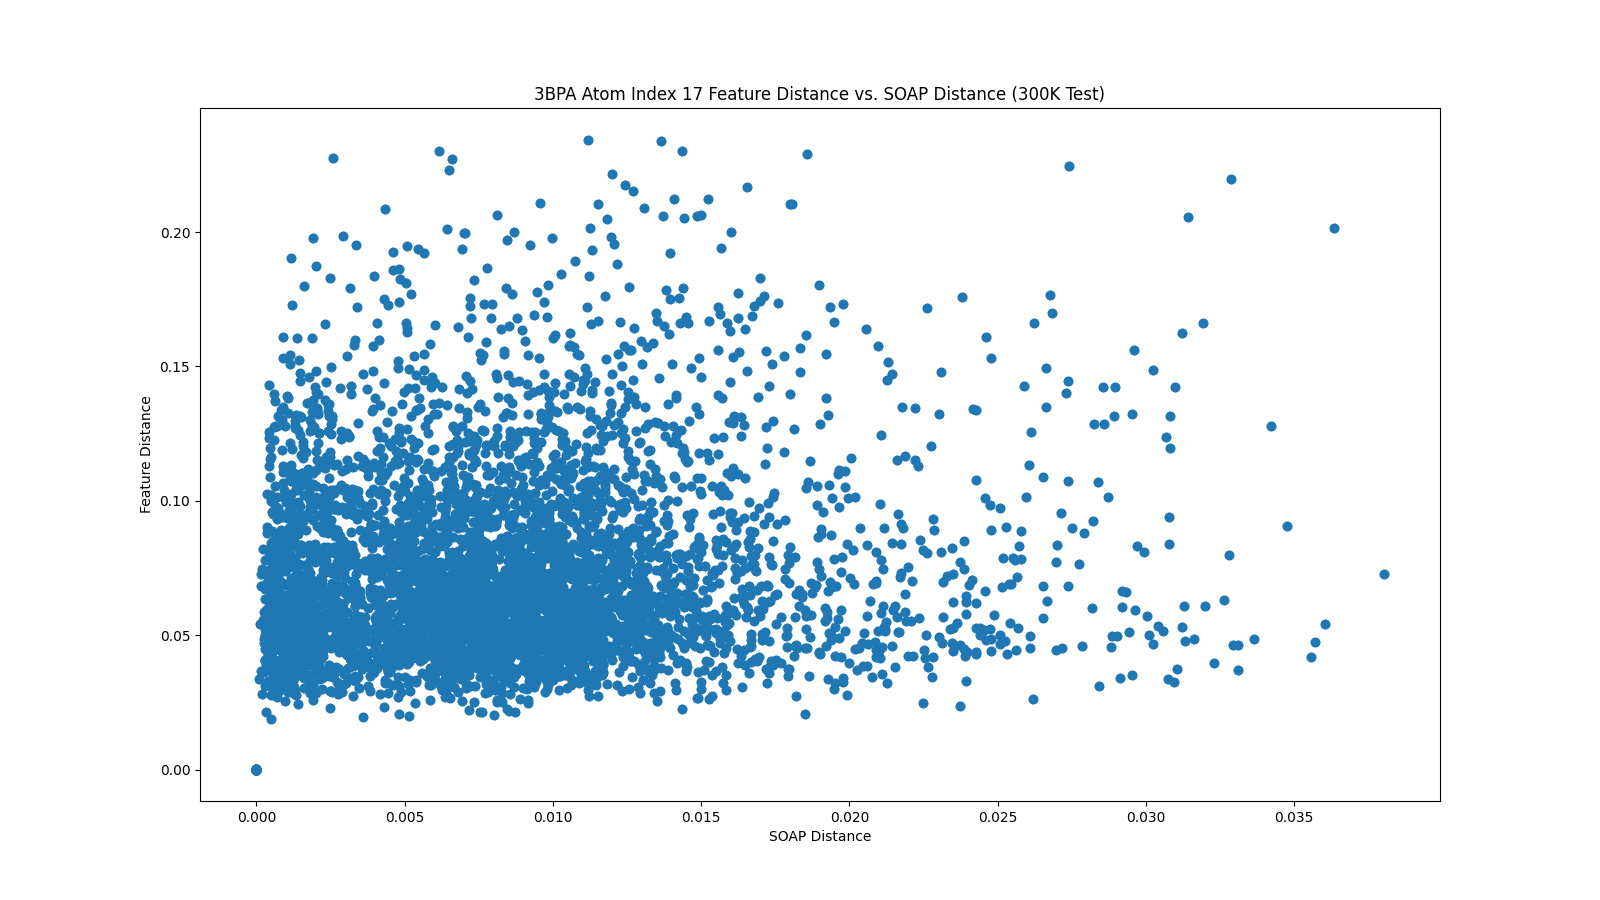 3BPA Atom Index 17 Feature Distance vs. SOAP Distance (300K Test)
Feature Distance
0.20
0.15
0.10
0.05
0.00
0.000 0.005 0.010 0.015 0.020 0.025 0.030 0.035
SOAP Distance